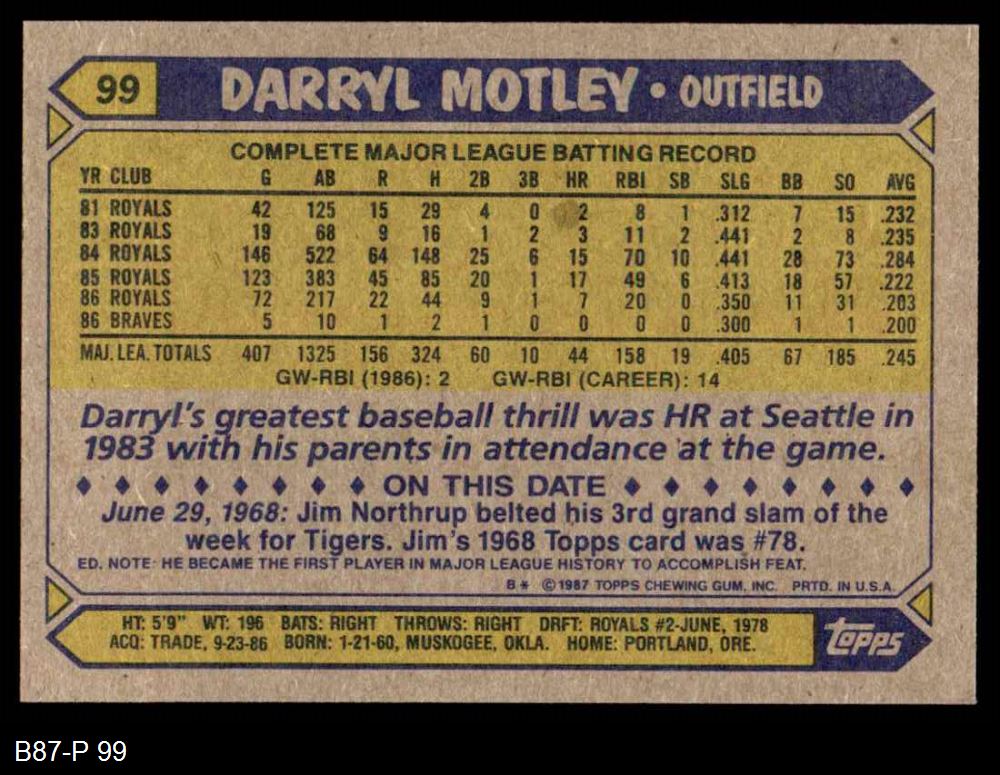 99 DARRYL MOTLEY • OUTFIELD
COMPLETE MAJOR LEAGUE BATTING RECORD
YR CLUB G AB R H 2B 3B HR RBI SB SLG BB SO AVG
81 ROYALS 42 125 15 29 4 0 2 8 1 .312 7 15 .232
83 ROYALS 19 68 9 16 1 2 3 11 2 .441 2 8 .235
84 ROYALS 146 522 64 148 25 6 15 70 10 .441 28 73 .284
85 ROYALS 123 383 45 85 20 1 17 49 6 .413 18 57 .222
86 ROYALS 72 217 22 44 9 1 7 20 0 .350 11 31 .203
86 BRAVES 5 10 1 2 1 0 0 0 0 .300 1 1 .200
MAJ. LEA. TOTALS 407 1325 156 324 60 10 44 158 19 .405 67 185 .245
GW-RBI (1986): 2 GW-RBI (CAREER): 14
Darryl's greatest baseball thrill was HR at Seattle in
1983 with his parents in attendance at the game.
♦ ♦ ♦ ♦ ♦ ♦ ♦ ♦ ON THIS DATE ♦ ♦ ♦ ♦ ♦ ♦ ♦ ♦
June 29, 1968: Jim Northrup belted his 3rd grand slam of the
week for Tigers. Jim's 1968 Topps card was #78.
ED. NOTE: HE BECAME THE FIRST PLAYER IN MAJOR LEAGUE HISTORY TO ACCOMPLISH FEAT.
B* © 1987 TOPPS CHEWING GUM, INC. PRTD. IN U.S.A.
HT: 5'9" WT: 196 BATS: RIGHT THROWS: RIGHT DRFT: ROYALS #2-JUNE, 1978
ACQ: TRADE, 9-23-86 BORN: 1-21-60, MUSKOGEE, OKLA. HOME: PORTLAND, ORE.
topps
B87-P 99